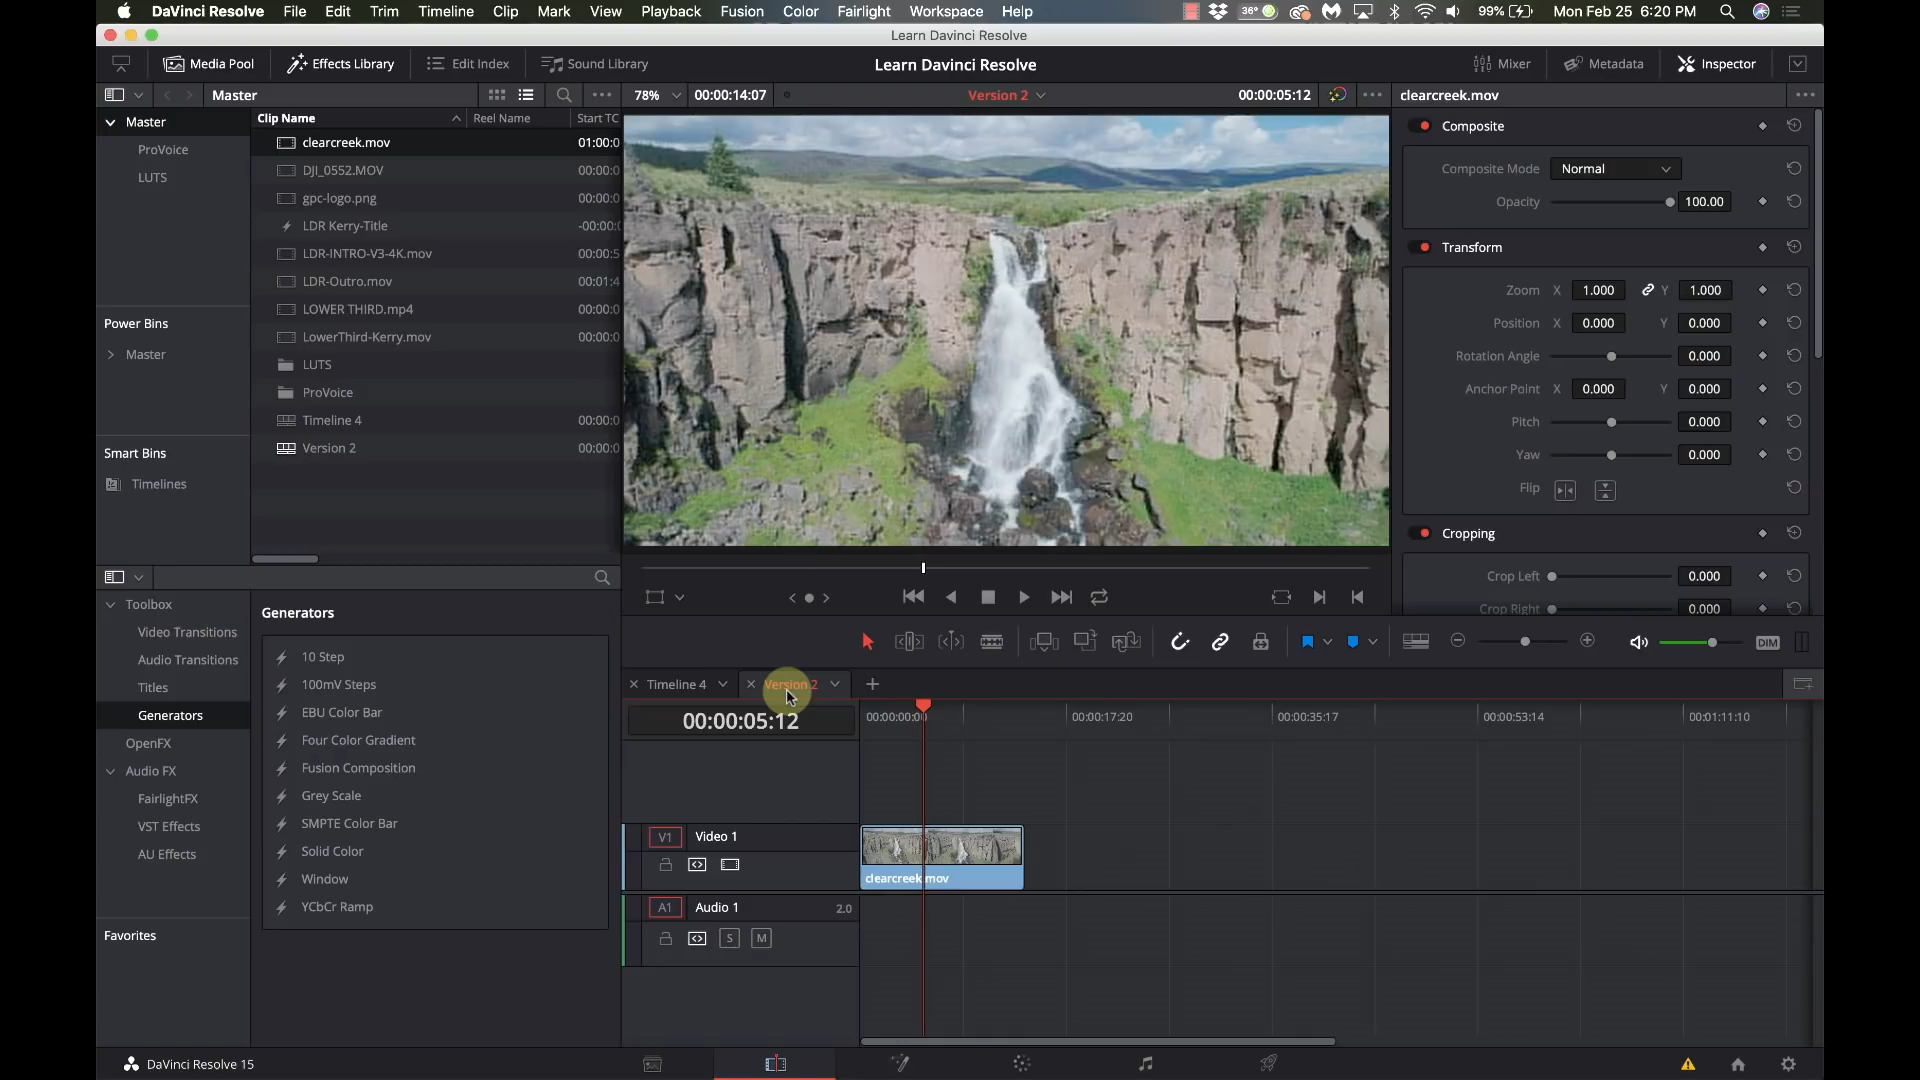 DaVinci Resolve File Edit Trim Timeline Clip Mark View Playback Fusion Color Fairlight Workspace Help 36° 99% Mon Feb 25 6:20 PM
Learn Davinci Resolve
Media Pool Effects Library Edit Index Sound Library Learn Davinci Resolve Mixer Metadata Inspector
Master 78% 00:00:14:07 Version 2 00:00:05:12 clearcreek.mov
Master
ProVoice
LUTS
Power Bins
Master
Smart Bins
Timelines
Clip Name Reel Name Start TC
clearcreek.mov 01:00:0
DJI_0552.MOV 00:00:0
gpc-logo.png 00:00:0
LDR Kerry-Title -00:00:
LDR-INTRO-V3-4K.mov 00:00:5
LDR-Outro.mov 00:01:4
LOWER THIRD.mp4 00:00:0
LowerThird-Kerry.mov 00:00:0
LUTS
ProVoice
Timeline 4 00:00:0
Version 2 00:00:0
Composite
Composite Mode Normal
Opacity 100.00
Transform
Zoom X 1.000 Y 1.000
Position X 0.000 Y 0.000
Rotation Angle 0.000
Anchor Point X 0.000 Y 0.000
Pitch 0.000
Yaw 0.000
Flip
Cropping
Crop Left 0.000
Crop Right 0.000
Toolbox
Video Transitions
Audio Transitions
Titles
Generators
OpenFX
Audio FX
FairlightFX
VST Effects
AU Effects
Favorites
Generators
10 Step
100mV Steps
EBU Color Bar
Four Color Gradient
Fusion Composition
Grey Scale
SMPTE Color Bar
Solid Color
Window
YCbCr Ramp
DIM
Timeline 4 Version 2
00:00:05:12 00:00:00:00 00:00:17:20 00:00:35:17 00:00:53:14 00:01:11:10
V1 Video 1
clearcreek.mov
A1 Audio 1 2.0
S M
DaVinci Resolve 15